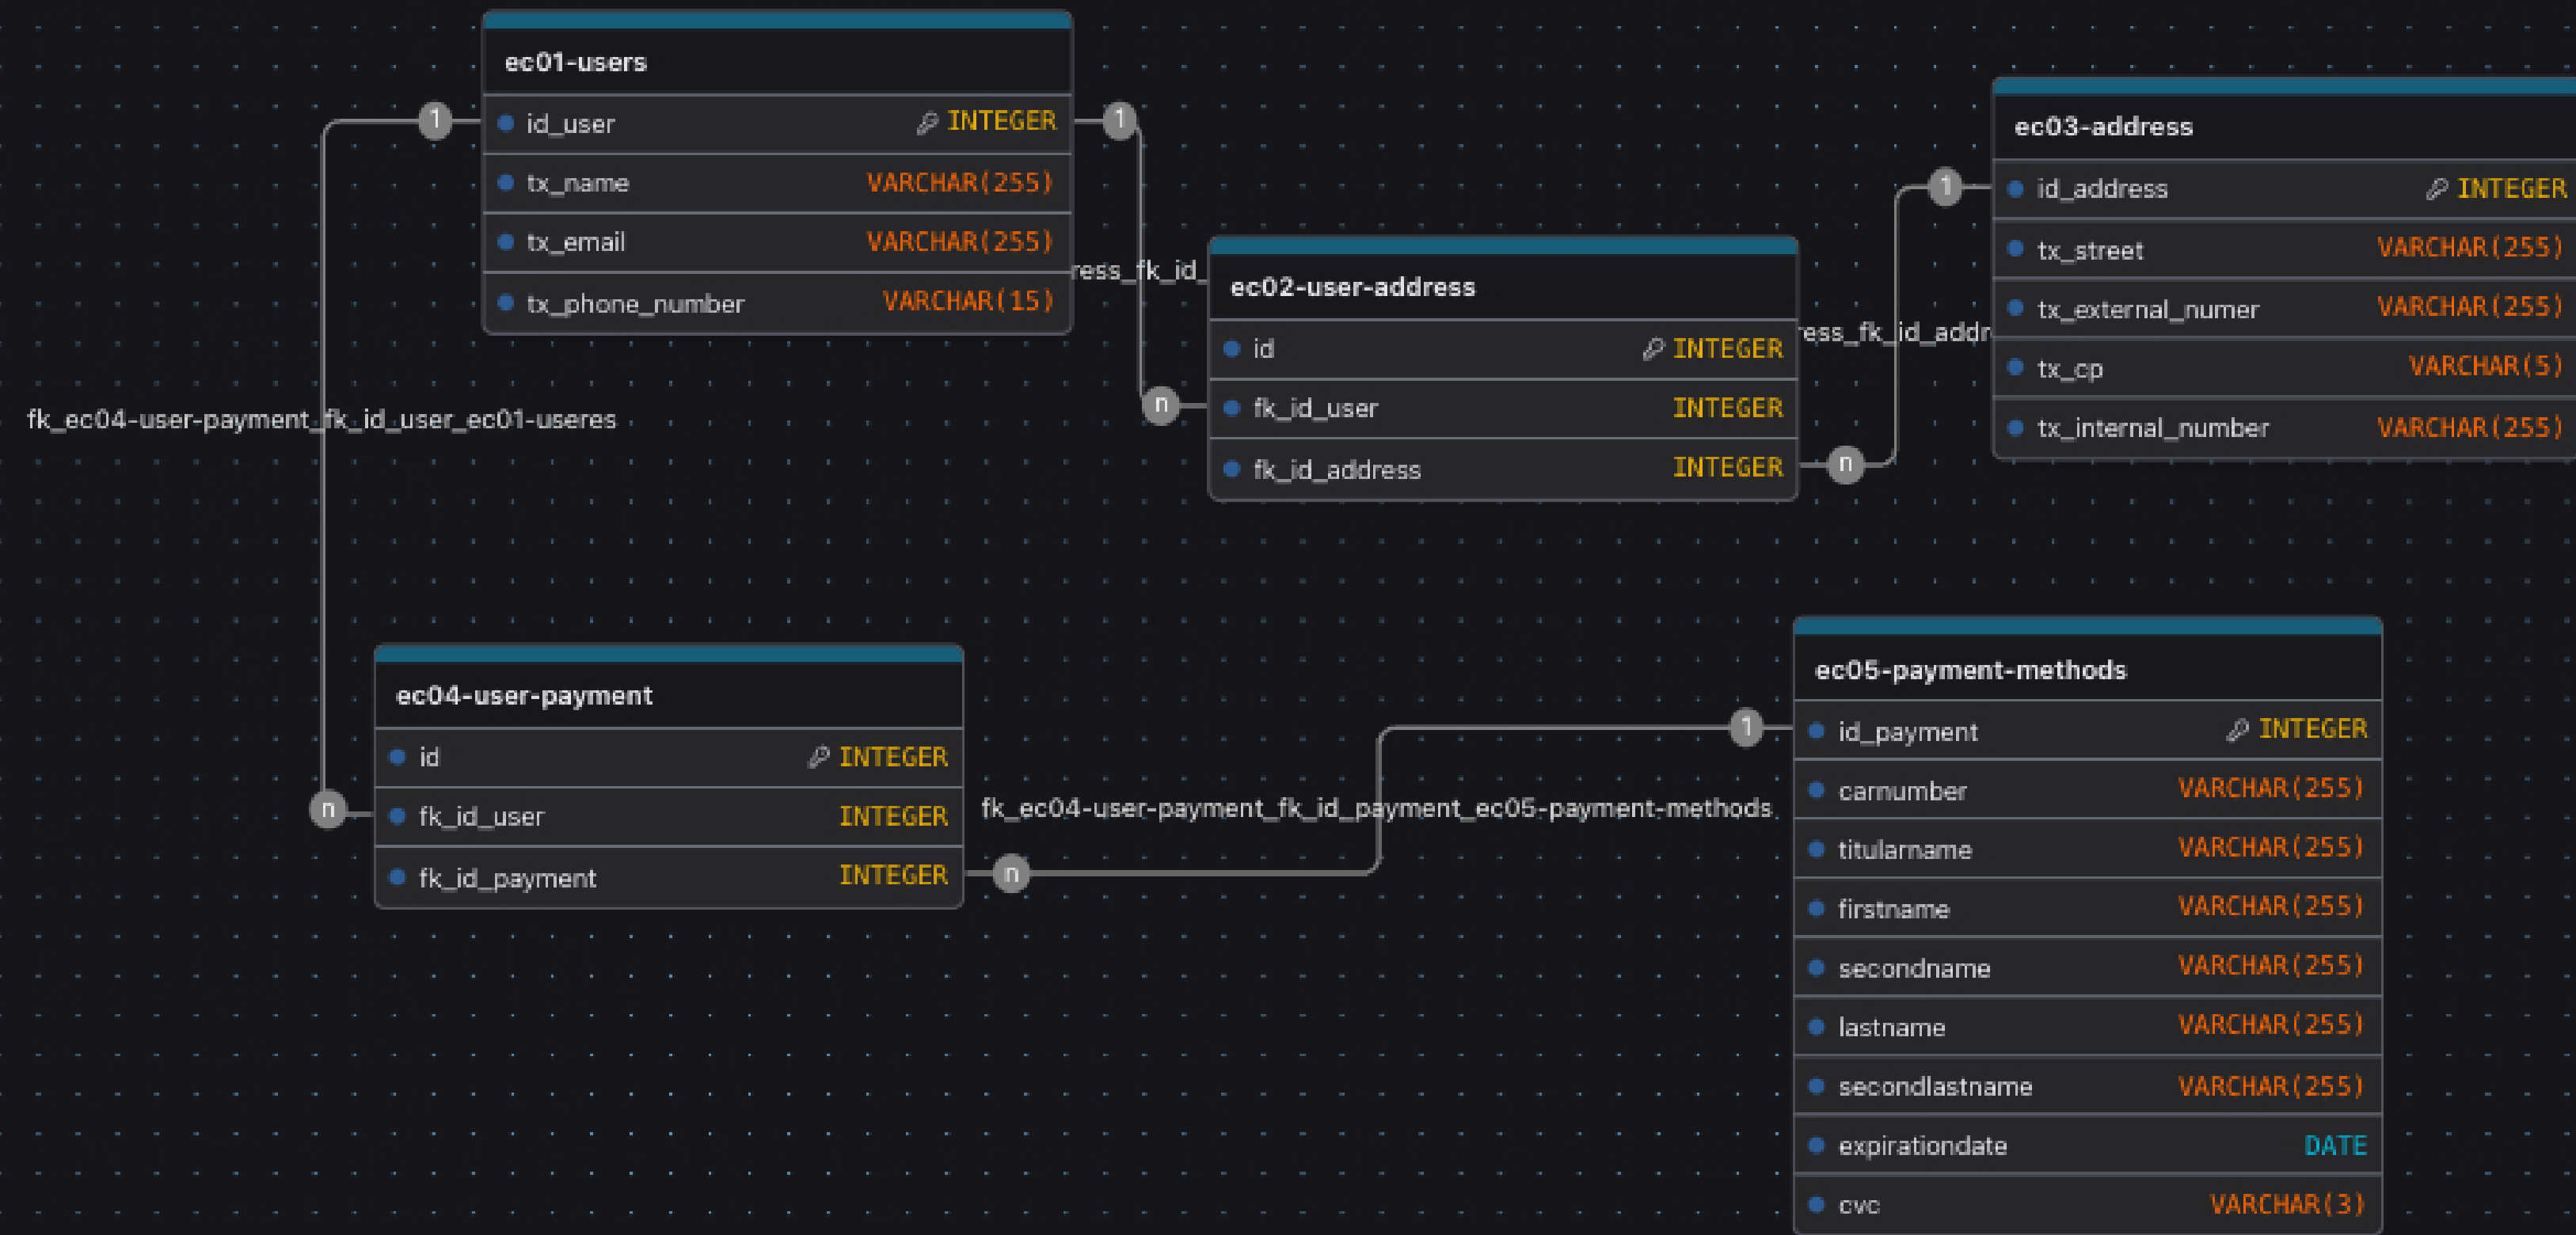 ec01-users
1
id_user INTEGER
1
tx_name VARCHAR(255)
tx_email VARCHAR(255)
tx_phone_number VARCHAR(15)
ress_fk_id_
ec02-user-address
id INTEGER
n
fk_id_user INTEGER
fk_id_address INTEGER
n
ess_fk_id_addr
ec03-address
1
id_address INTEGER
tx_street VARCHAR(255)
tx_external_numer VARCHAR(255)
tx_cp VARCHAR(5)
tx_internal_number VARCHAR(255)
fk_ec04-user-payment_fk_id_user_ec01-useres
ec04-user-payment
id INTEGER
n
fk_id_user INTEGER
fk_id_payment INTEGER
n
fk_ec04-user-payment_fk_id_payment_ec05-payment-methods
ec05-payment-methods
1
id_payment INTEGER
carnumber VARCHAR(255)
titularname VARCHAR(255)
firstname VARCHAR(255)
secondname VARCHAR(255)
lastname VARCHAR(255)
secondlastname VARCHAR(255)
expirationdate DATE
cvc VARCHAR(3)